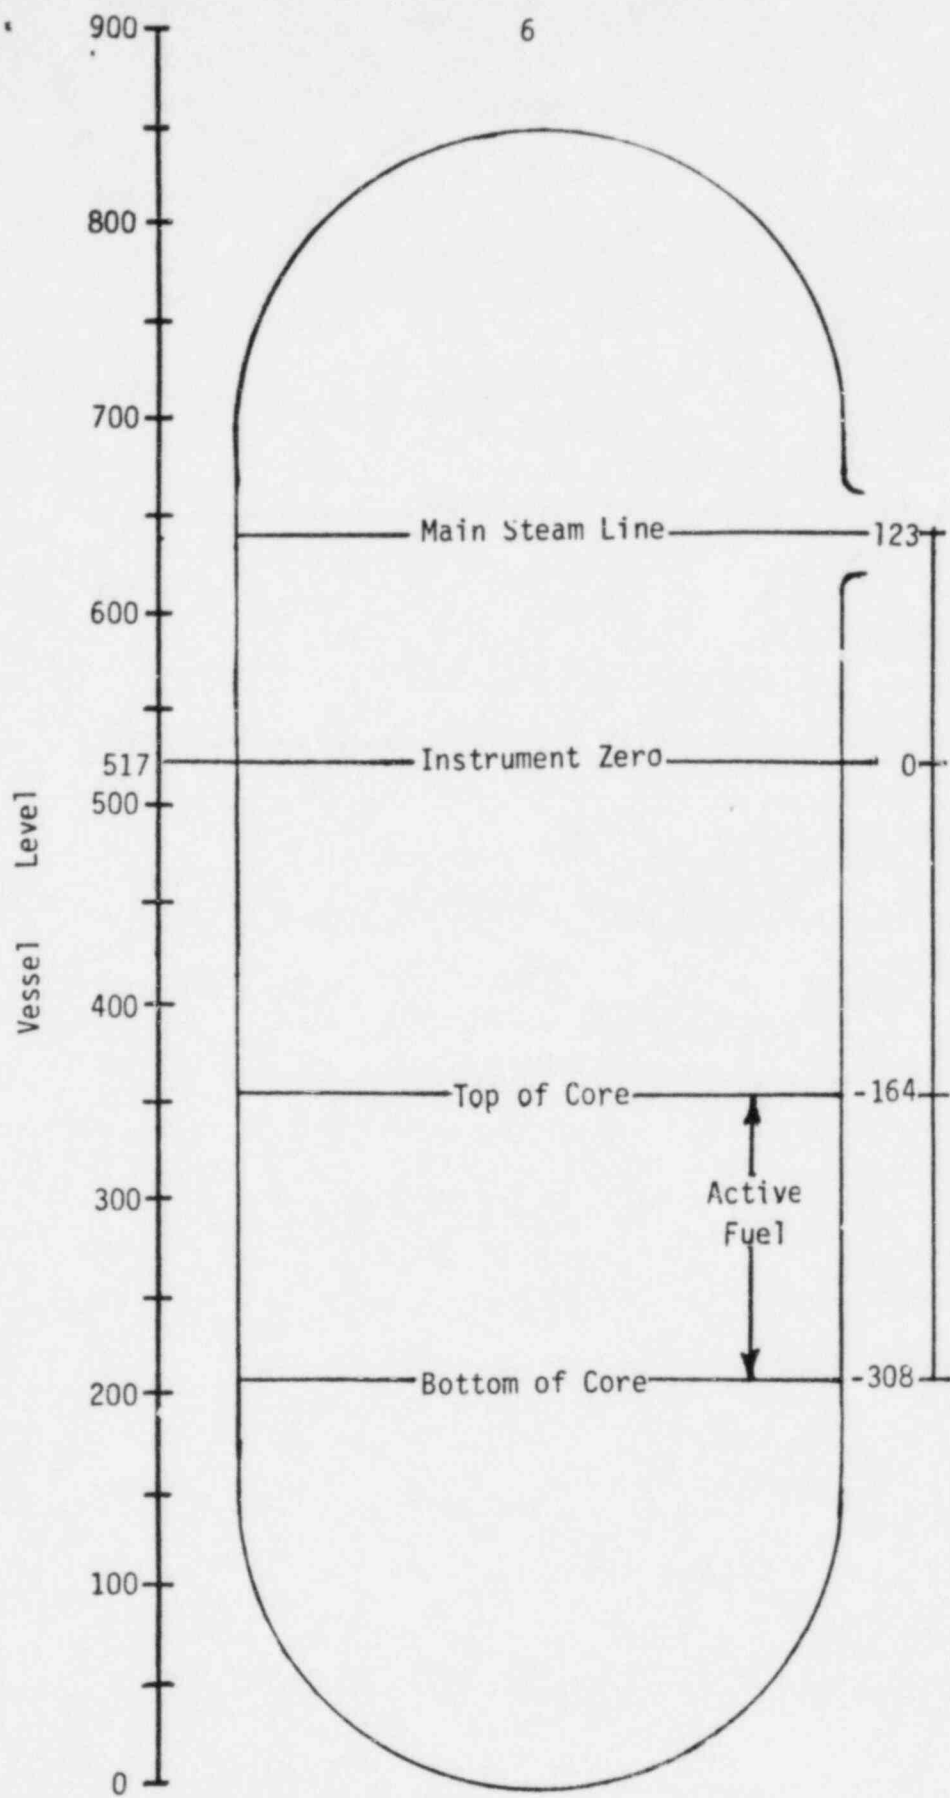 6
900
800
700
Main Steam Line 123
600
517 Instrument Zero 0
500
Vessel Level
400
Top of Core -164
300
Active
Fuel
Bottom of Core -308
200
100
0